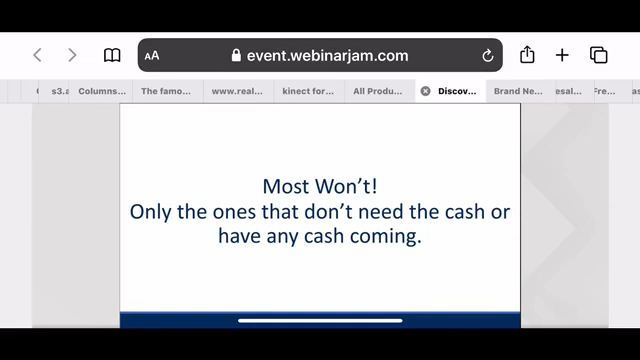 AA event.webinarjam.com
s3.a Columns... The famo... www.real... kinect for... All Produ... Discov... Brand Ne... esal... Fre...
Most Won't!
Only the ones that don't need the cash or
have any cash coming.